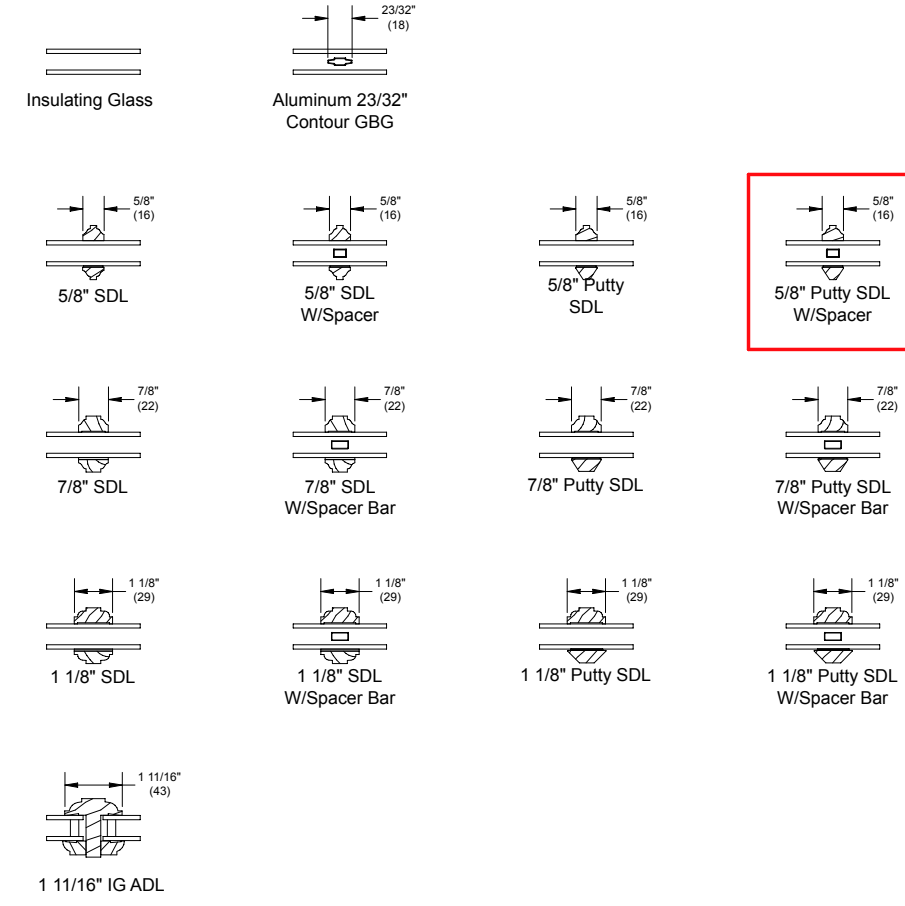 23/32"
(18)
Insulating Glass
Aluminum 23/32"
Contour GBG
5/8"
(16)
5/8" SDL
5/8"
(16)
5/8" SDL
W/Spacer
5/8"
(16)
5/8" Putty
SDL
5/8"
(16)
5/8" Putty SDL
W/Spacer
7/8"
(22)
7/8" SDL
7/8"
(22)
7/8" SDL
W/Spacer Bar
7/8"
(22)
7/8" Putty SDL
7/8"
(22)
7/8" Putty SDL
W/Spacer Bar
1 1/8"
(29)
1 1/8" SDL
1 1/8"
(29)
1 1/8" SDL
W/Spacer Bar
1 1/8"
(29)
1 1/8" Putty SDL
1 1/8"
(29)
1 1/8" Putty SDL
W/Spacer Bar
1 11/16"
(43)
1 11/16" IG ADL